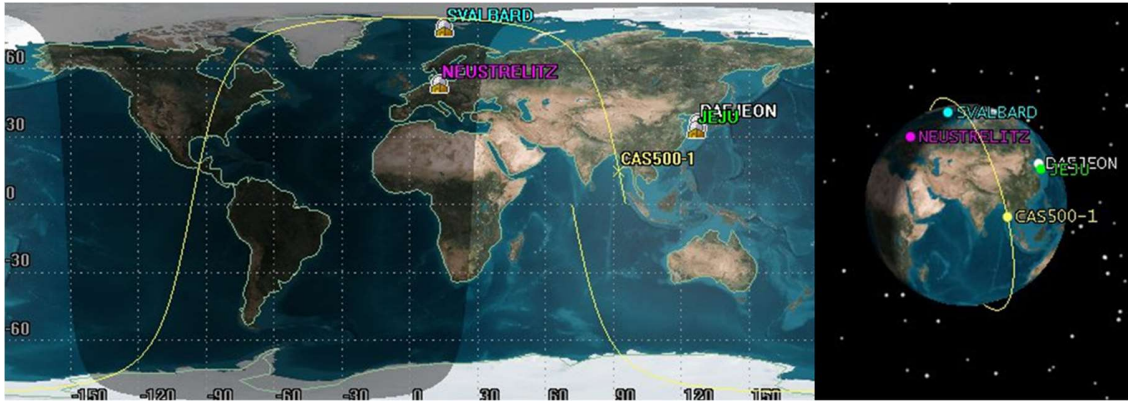 SVALBARD
60
NEUSTRELITZ
DAEJEON
JEJU
30
CAS500-1
0
-30
-60
-150 -120 -90 -60 -30 0 30 60 90 120 150
SVALBARD
NEUSTRELITZ
DAEJEON
JEJU
CAS500-1